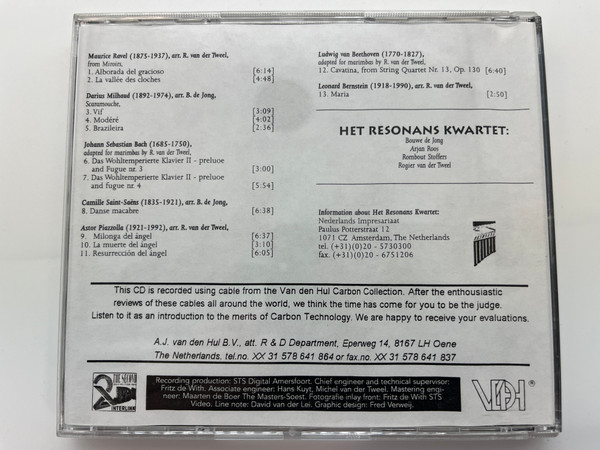 Maurice Ravel (1875-1937), arr. R. van der Tweel,
from Miroirs,
1. Alborada del gracioso [6:14]
2. La vallée des cloches [4:48]
Darius Milhaud (1892-1974), arr. B. de Jong,
Scaramouche,
3. Vif [3:09]
4. Modéré [4:02]
5. Brazileira [2:36]
Johann Sebastian Bach (1685-1750),
adapted for marimbas by R. van der Tweel,
6. Das Wohltemperierte Klavier II - preluoe
and Fugue nr. 3 [3:00]
7. Das Wohltemperierte Klavier II - preluoe
and fugue nr. 4 [5:54]
Camille Saint-Saëns (1835-1921), arr. B. de Jong,
8. Danse macabee [6:38]
Astor Piazzolla (1921-1992), arr. R. van der Tweel,
9. Milonga del ángel [6:37]
10. La muerte del ángel [3:10]
11. Resurrección del ángel [6:05]
Ludwig van Beethoven (1770-1827),
adapted for marimbas by R. van der Tweel,
12. Cavatina, from String Quartet Nr. 13, Op. 130 [6:40]
Leonard Bernstein (1918-1990), arr. R. van der Tweel,
13. Maria [2:50]
HET RESONANS KWARTET:
Bouwe de Jong
Arjan Roos
Rombout Stoffers
Rogier van der Tweel
Information about Het Resonans Kwartet:
Nederlands Impresariaat
Paulus Potterstraat 12
1071 CZ Amsterdam, The Netherlands
tel. (+31)(0)20 - 5730300
fax. (+31)(0)20 - 6751206
This CD is recorded using cable from the Van den Hul Carbon Collection. After the enthousiastic
reviews of these cables all around the world, we think the time has come for you to be the judge.
Listen to it as an introduction to the merits of Carbon Technology. We are happy to receive your evaluations.
A.J. van den Hul B.V., att. R & D Department, Eperweg 14, 8167 LH Oene
The Netherlands. tel.no. XX 31 578 641 864 or fax.no. XX 31 578 641 837
THE SECOND
INTERLINK
Recording production: STS Digital Amersfoort. Chief engineer and technical supervisor:
Fritz de With. Associate engineer: Hans Kuyt, Michel van der Tweel. Mastering engi-
neer: Maarten de Boer The Masters-Soest. Fotografie inlay front: Fritz de With STS
Video. Line note: David van der Lei. Graphic design: Fred Verweij.
VDH®